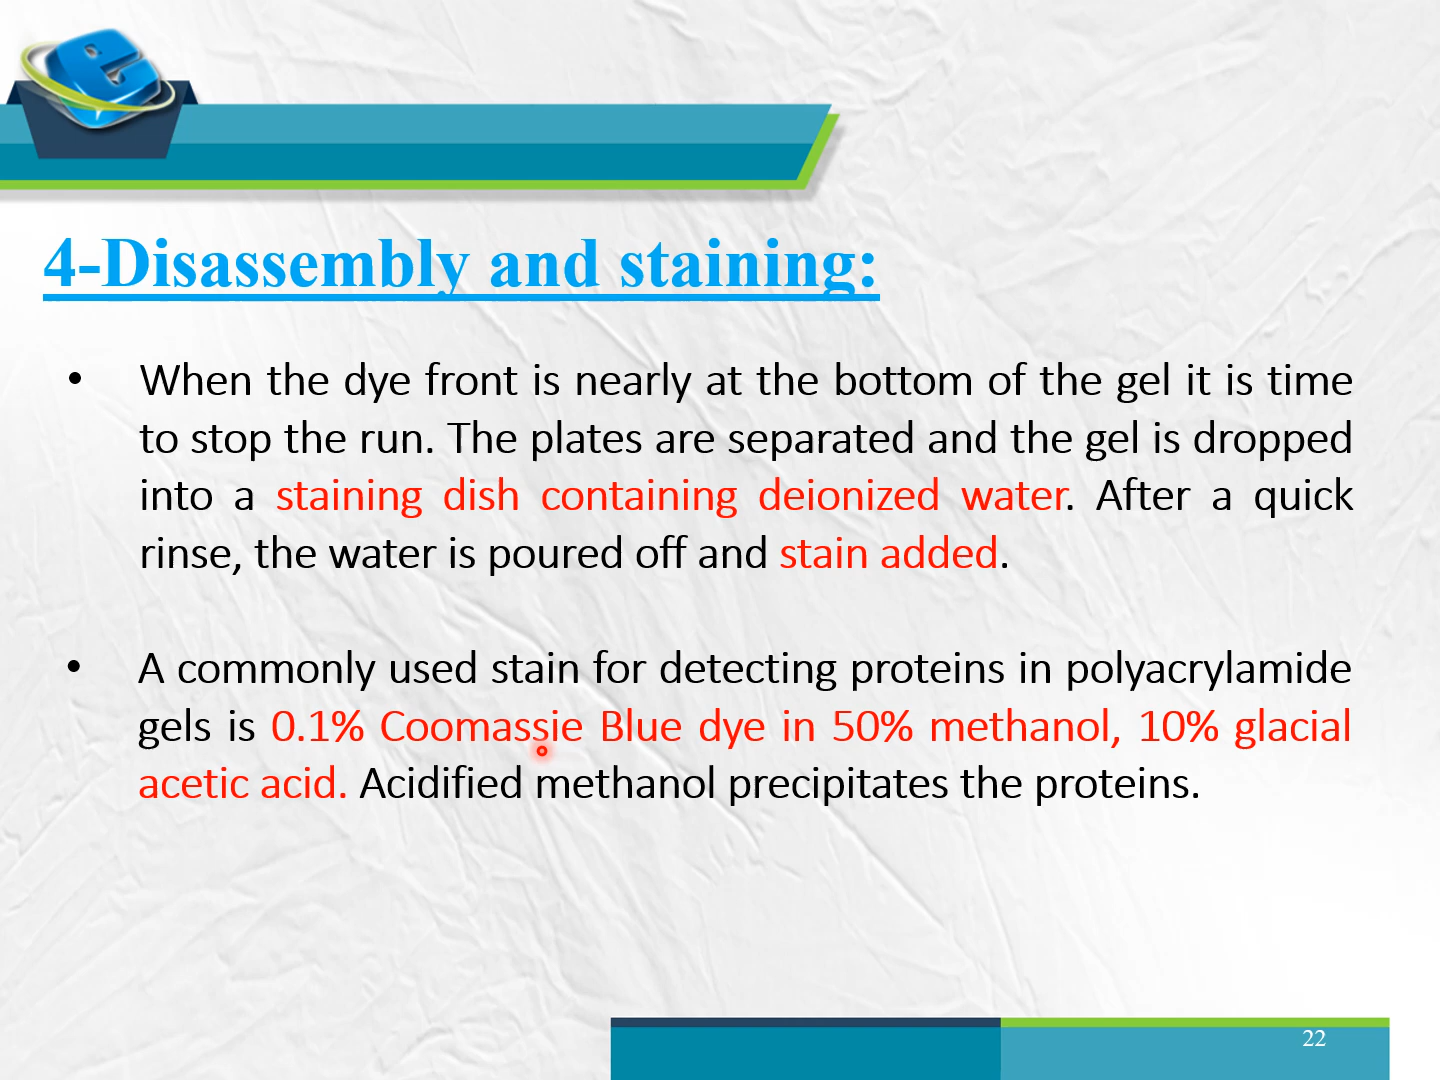 4-Disassembly and staining:
• When the dye front is nearly at the bottom of the gel it is time
to stop the run. The plates are separated and the gel is dropped
into a staining dish containing deionized water. After a quick
rinse, the water is poured off and stain added.
• A commonly used stain for detecting proteins in polyacrylamide
gels is 0.1% Coomassie Blue dye in 50% methanol, 10% glacial
acetic acid. Acidified methanol precipitates the proteins.
22